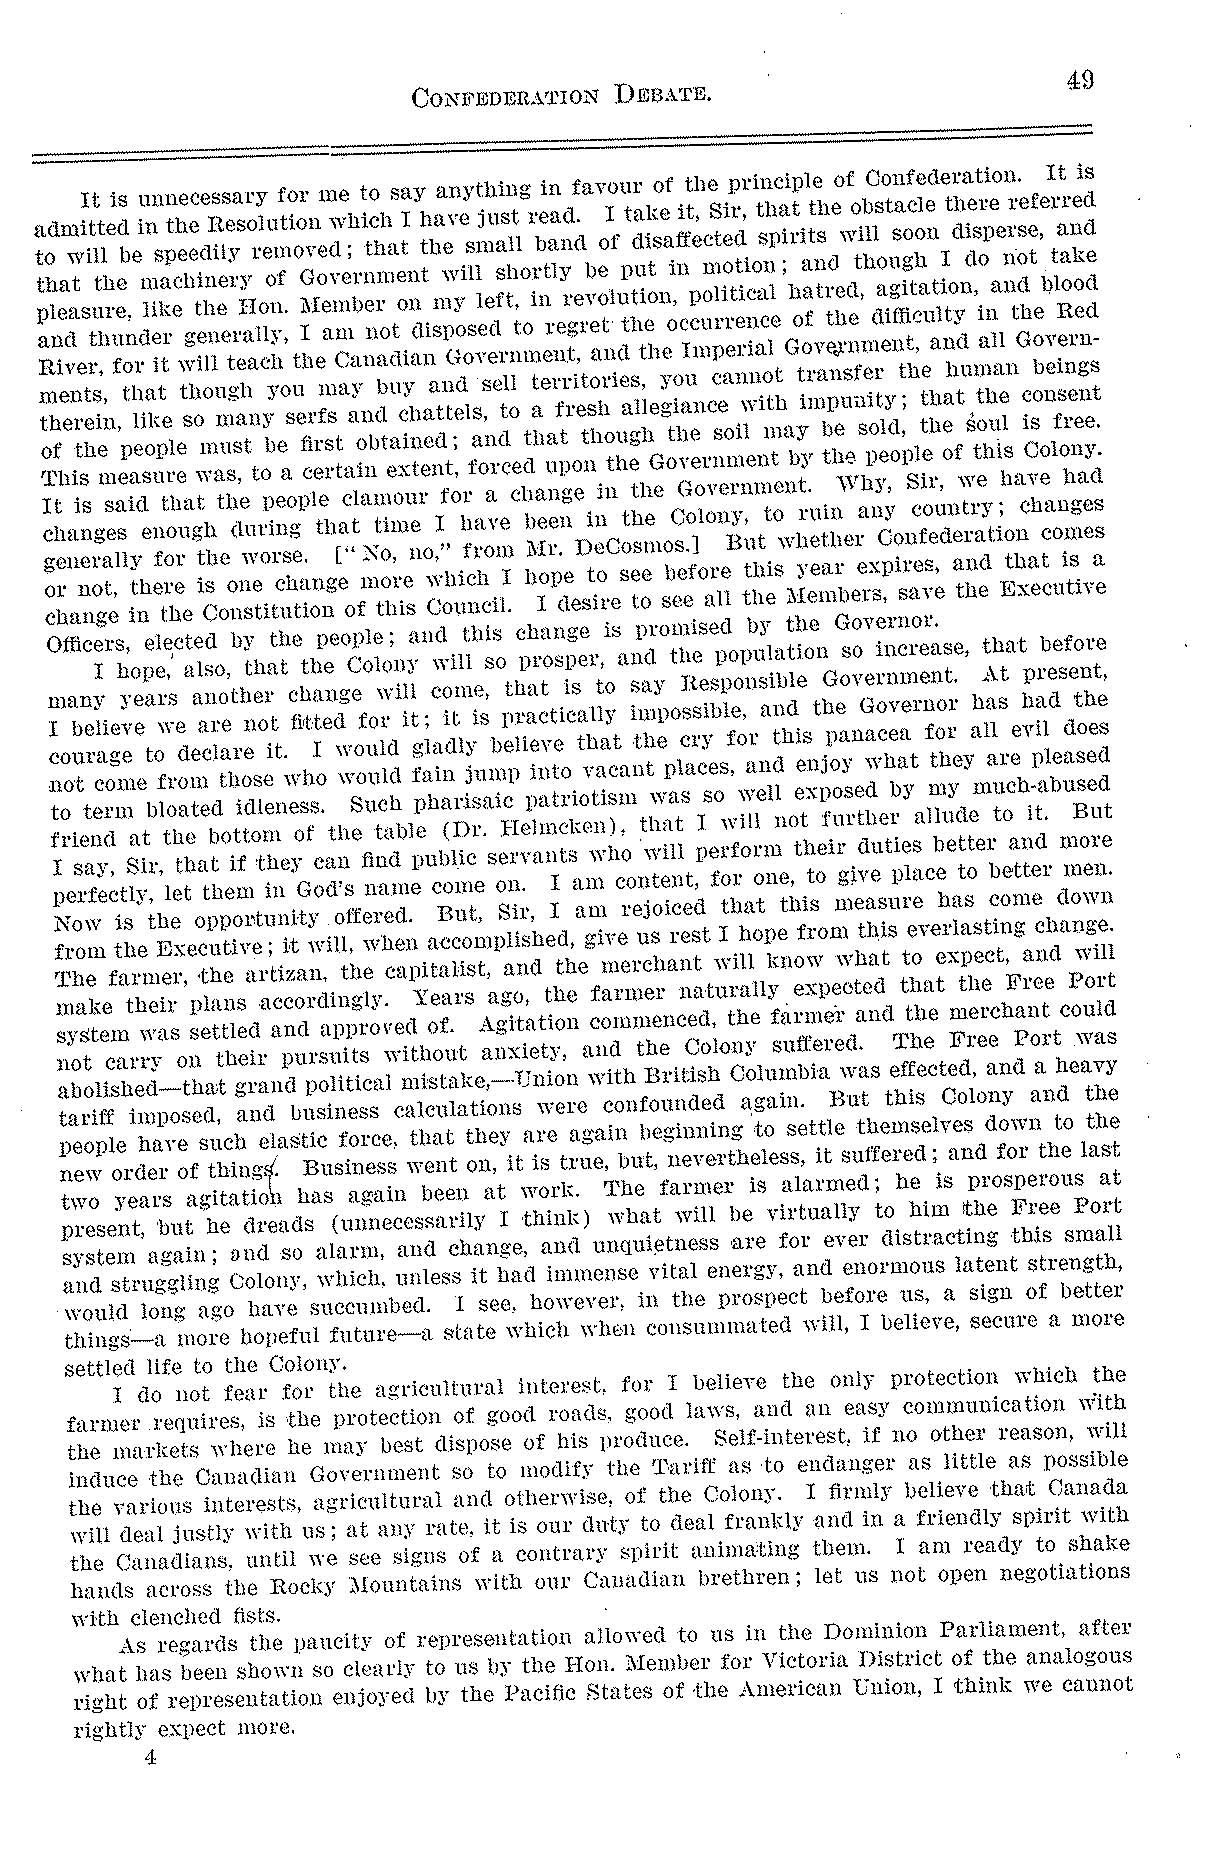 CONFEDERATION DEBATE.
49
It is unnecessary for me to say anything in favour of the principle of Confederation. It is
admitted in the Resolution which I have just read. I take it, Sir, that the obstacle there referred
to will be speedily removed; that the small band of disaffected spirits will soon disperse, and
that the machinery of Government will shortly be put in motion; and though I do not take
pleasure, like the Hon. Member on my left, in revolution, political hatred, agitation, and blood
and thunder generally, I am not disposed to regret the occurrence of the difficulty in the Red
River, for it will teach the Canadian Government, and the Imperial Government, and all Govern-
ments, that though you may buy and sell territories, you cannot transfer the human beings
therein, like so many serfs and chattels, to a fresh allegiance with impunity; that the consent
of the people must be first obtained; and that though the soil may be sold, the soul is free.
This measure was, to a certain extent, forced upon the Government by the people of this Colony.
It is said that the people clamour for a change in the Government. Why, Sir, we have had
changes enough during that time I have been in the Colony, to ruin any country; changes
generally for the worse. ["No, no," from Mr. DeCosmos.] But whether Confederation comes
or not, there is one change more which I hope to see before this year expires, and that is a
change in the Constitution of this Council. I desire to see all the Members, save the Executive
Officers, elected by the people; and this change is promised by the Governor.
I hope, also, that the Colony will so prosper, and the population so increase, that before
many years another change will come, that is to say Responsible Government. At present,
I believe we are not fitted for it; it is practically impossible, and the Governor has had the
courage to declare it. I would gladly believe that the cry for this panacea for all evil does
not come from those who would fain jump into vacant places, and enjoy what they are pleased
to term bloated idleness. Such pharisaic patriotism was so well exposed by my much-abused
friend at the bottom of the table (Dr. Helmcken), that I will not further allude to it. But
I say, Sir, that if they can find public servants who will perform their duties better and more
perfectly, let them in God's name come on. I am content, for one, to give place to better men.
Now is the opportunity offered. But, Sir, I am rejoiced that this measure has come down
from the Executive; it will, when accomplished, give us rest I hope from this everlasting change.
The farmer, the artizan, the capitalist, and the merchant will know what to expect, and will
make their plans accordingly. Years ago, the farmer naturally expected that the Free Port
system was settled and approved of. Agitation commenced, the farmer and the merchant could
not carry on their pursuits without anxiety, and the Colony suffered. The Free Port was
abolished—that grand political mistake,—Union with British Columbia was effected, and a heavy
tariff imposed, and business calculations were confounded again. But this Colony and the
people have such elastic force, that they are again beginning to settle themselves down to the
new order of things. Business went on, it is true, but, nevertheless, it suffered; and for the last
two years agitation has again been at work. The farmer is alarmed; he is prosperous at
present, but he dreads (unnecessarily I think) what will be virtually to him the Free Port
system again; and so alarm, and change, and unquietness are for ever distracting this small
and struggling Colony, which, unless it had immense vital energy, and enormous latent strength,
would long ago have succumbed. I see, however, in the prospect before us, a sign of better
things—a more hopeful future—a state which when consummated will, I believe, secure a more
settled life to the Colony.
I do not fear for the agricultural interest, for I believe the only protection which the
farmer requires, is the protection of good roads, good laws, and an easy communication with
the markets where he may best dispose of his produce. Self-interest, if no other reason, will
induce the Canadian Government so to modify the Tariff as to endanger as little as possible
the various interests, agricultural and otherwise, of the Colony. I firmly believe that Canada
will deal justly with us; at any rate, it is our duty to deal frankly and in a friendly spirit with
the Canadians, until we see signs of a contrary spirit animating them. I am ready to shake
hands across the Rocky Mountains with our Canadian brethren; let us not open negotiations
with clenched fists.
As regards the paucity of representation allowed to us in the Dominion Parliament, after
what has been shown so clearly to us by the Hon. Member for Victoria District of the analogous
right of representation enjoyed by the Pacific States of the American Union, I think we cannot
rightly expect more.
4